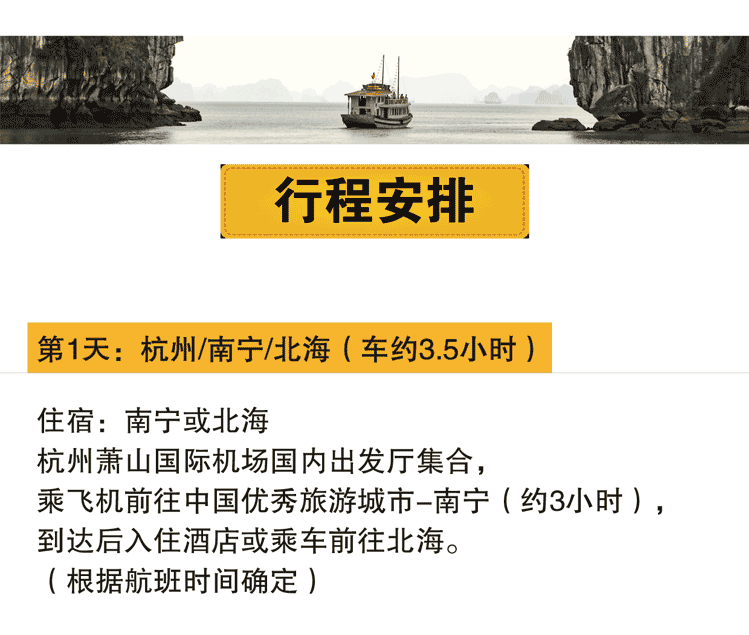 行程安排
第1天：杭州/南宁/北海（车约3.5小时）
住宿：南宁或北海
杭州萧山国际机场国内出发厅集合，
乘飞机前往中国优秀旅游城市-南宁（约3小时），
到达后入住酒店或乘车前往北海。
（根据航班时间确定）